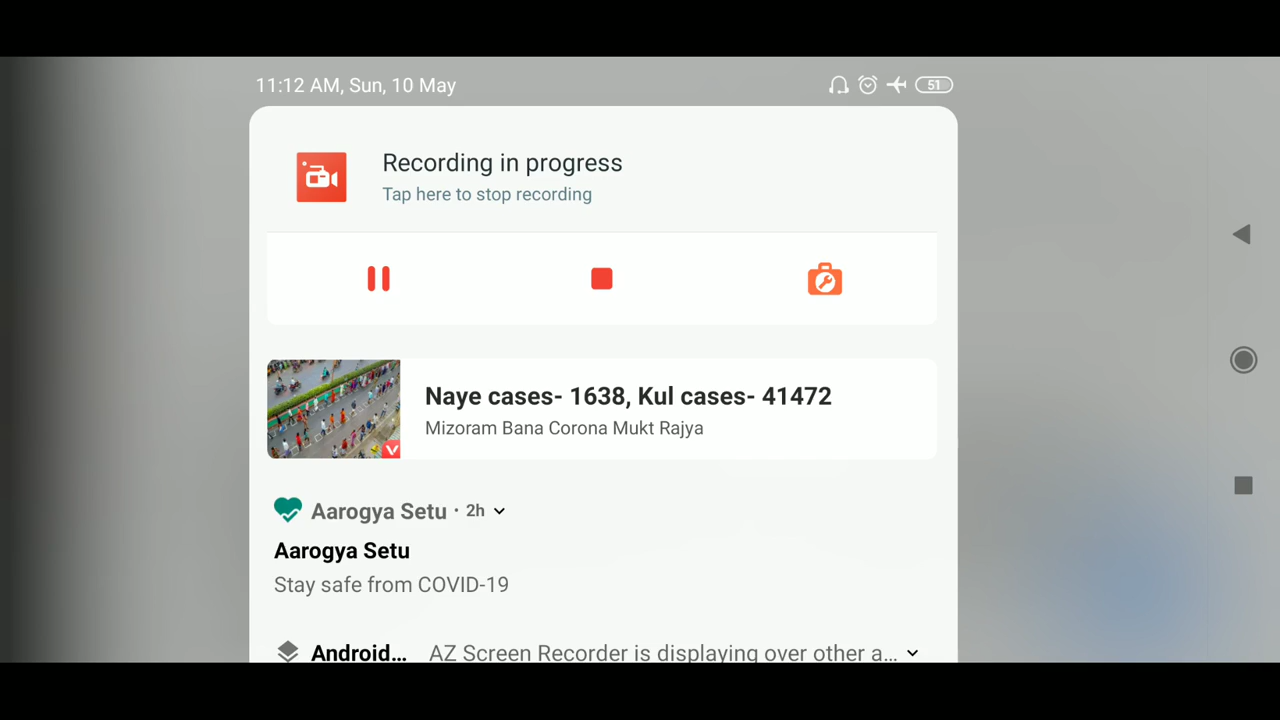 11:12 AM, Sun, 10 May
51
Recording in progress
Tap here to stop recording
Naye cases- 1638, Kul cases- 41472
Mizoram Bana Corona Mukt Rajya
Aarogya Setu · 2h
Aarogya Setu
Stay safe from COVID-19
Android... AZ Screen Recorder is displaying over other a...